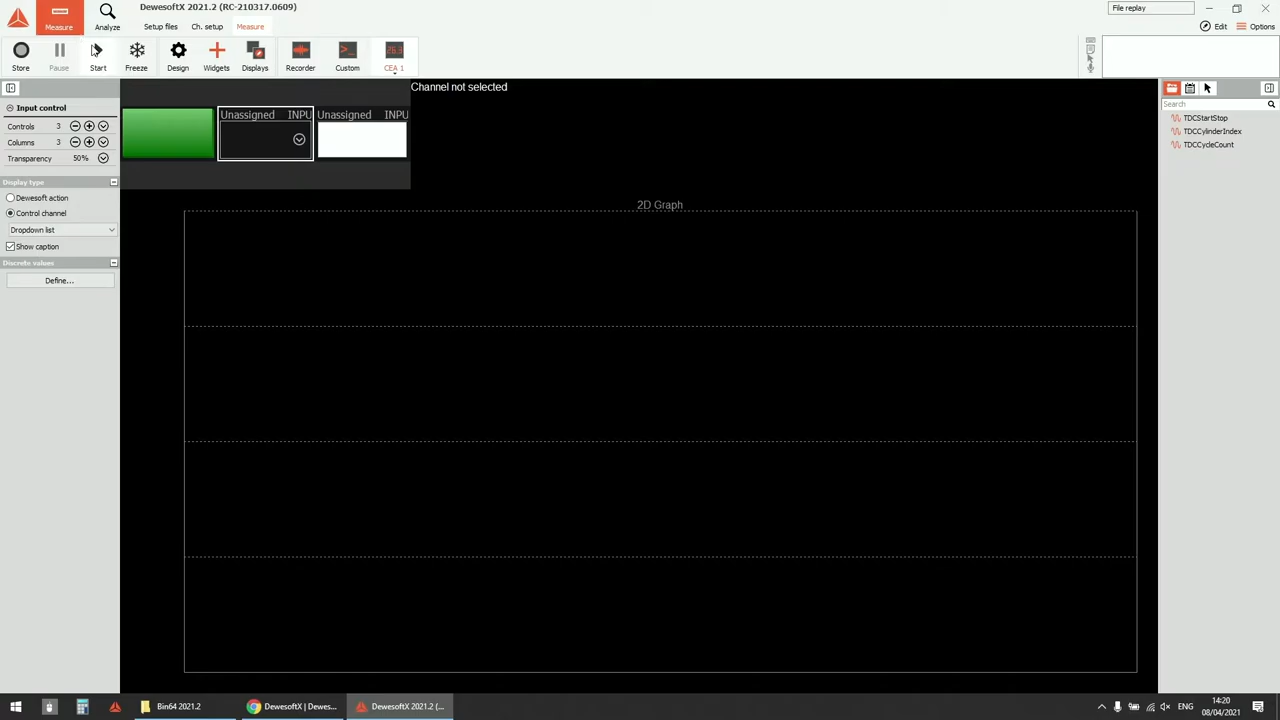 DewesoftX 2021.2 (RC-210317.0609)
File replay
Measure
Analyze
Setup files
Ch. setup
Measure
Edit
Options
Store
Pause
Start
Freeze
Design
Widgets
Displays
Recorder
Custom
CEA 1
Input control
Controls 3
Columns 3
Transparency 50%
Display type
Dewesoft action
Control channel
Dropdown list
Show caption
Discrete values
Define...
Unassigned INPU
Unassigned INPU
Channel not selected
2D Graph
Search
TDCStartStop
TDCCylinderIndex
TDCCycleCount
Bin64 2021.2
DewesoftX | Dewes...
DewesoftX 2021.2 (...
ENG
14:20
08/04/2021